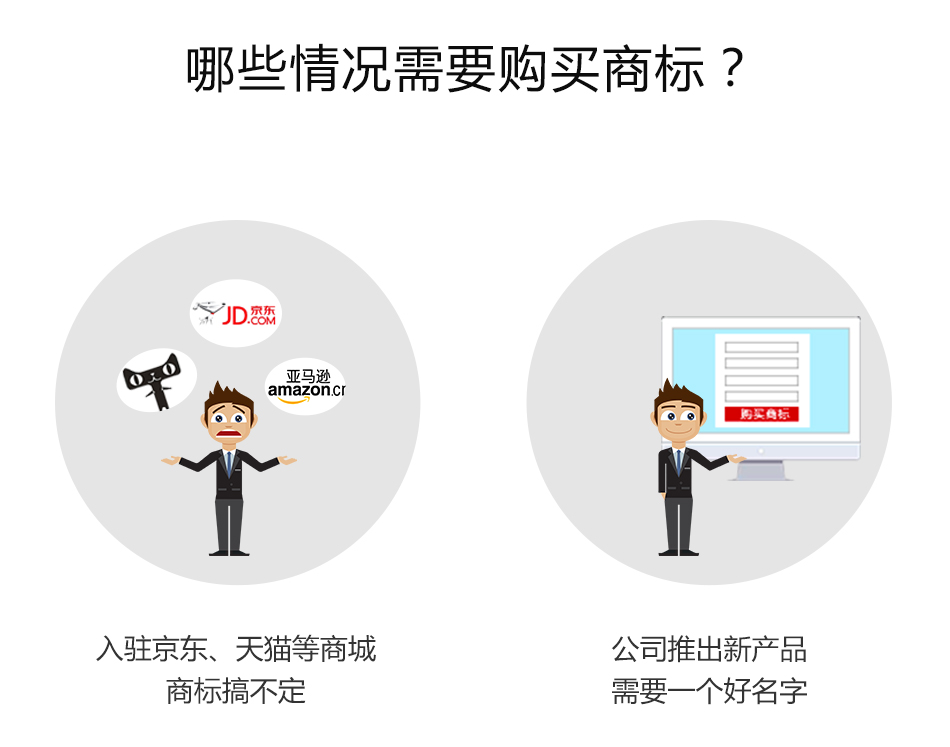 哪些情况需要购买商标？
JD.京东
.COM
亚马逊
amazon.cr
购买商标
入驻京东、天猫等商城
商标搞不定
公司推出新产品
需要一个好名字